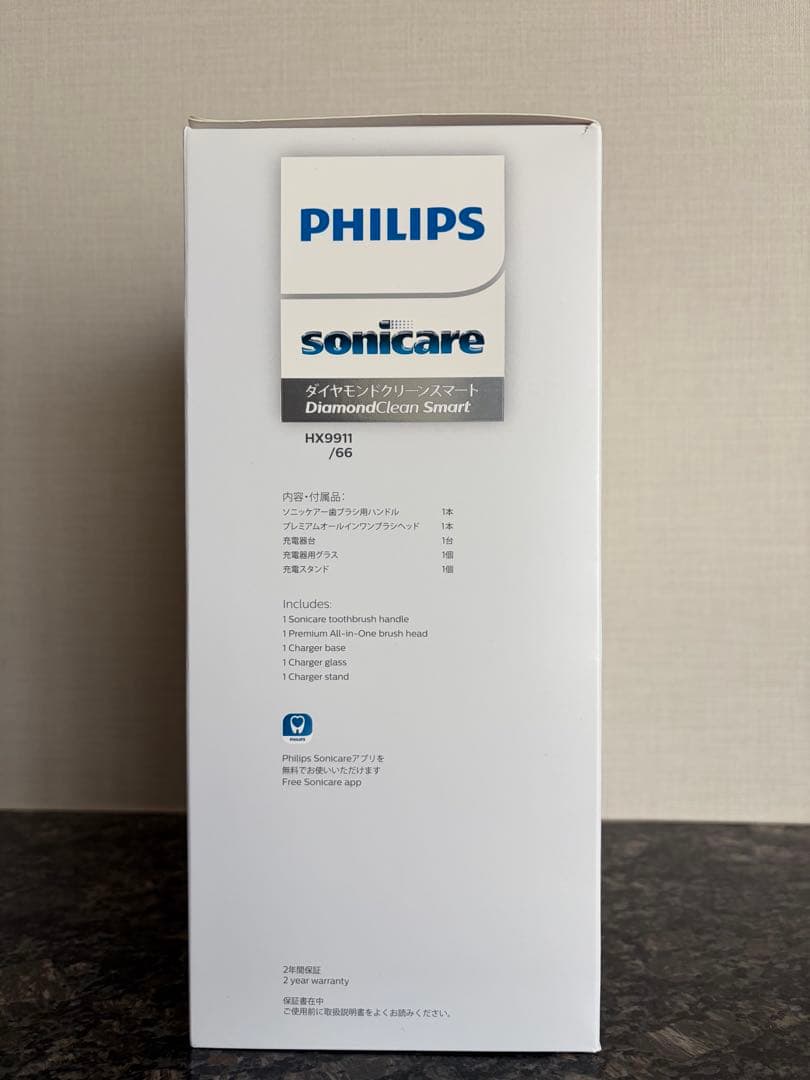 PHILIPS
sonicare
ダイヤモンドクリーンスマート
DiamondClean Smart
HX9911
/66
内容・付属品：
ソニッケアー歯ブラシ用ハンドル 1本
プレミアムオールインワンブラシヘッド 1本
充電器台 1台
充電器用グラス 1個
充電スタンド 1個
Includes:
1 Sonicare toothbrush handle
1 Premium All-in-One brush head
1 Charger base
1 Charger glass
1 Charger stand
PHILIPS
Philips Sonicareアプリを
無料でお使いいただけます
Free Sonicare app
2年間保証
2 year warranty
保証書在中
ご使用前に取扱説明書をよくお読みください。